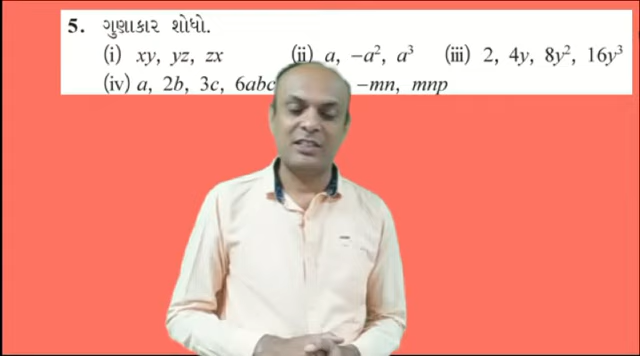 5. ગુણાકાર શોધો.
(i) xy, yz, zx (ii) a, −a², a³ (iii) 2, 4y, 8y², 16y³
(iv) a, 2b, 3c, 6abc −mn, mnp